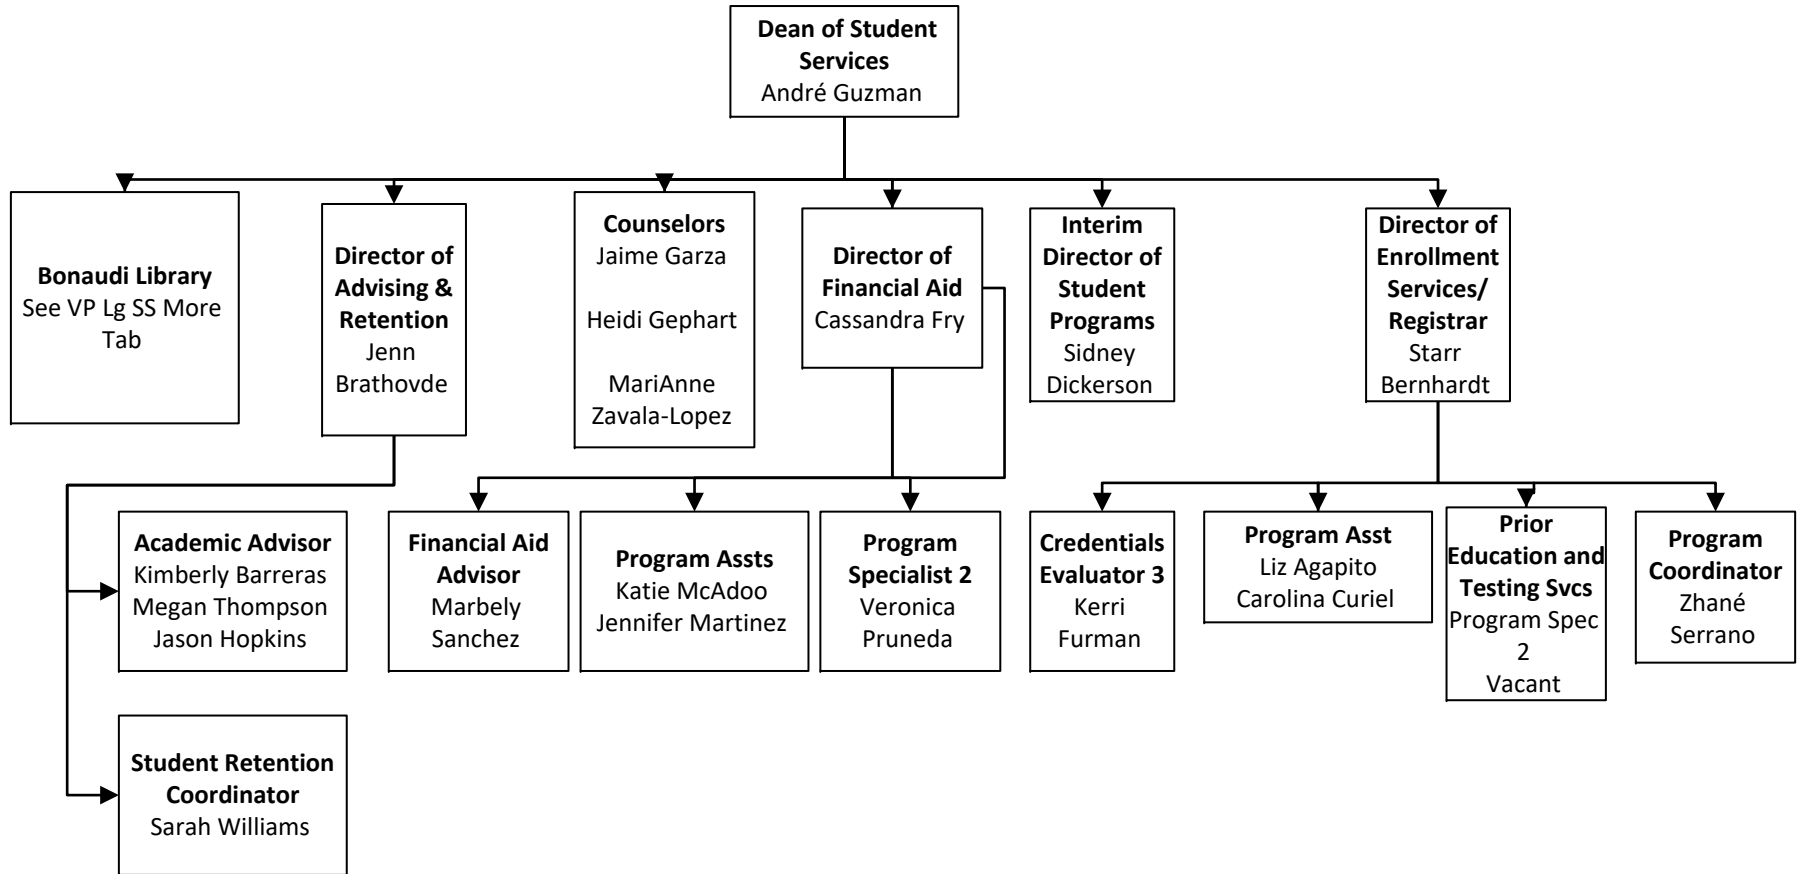 Dean of Student
Services
André Guzman
Bonaudi Library
See VP Lg SS More
Tab
Director of
Advising &
Retention
Jenn
Brathovde
Counselors
Jaime Garza
Heidi Gephart
MariAnne
Zavala-Lopez
Director of
Financial Aid
Cassandra Fry
Interim
Director of
Student
Programs
Sidney
Dickerson
Director of
Enrollment
Services/
Registrar
Starr
Bernhardt
Academic Advisor
Kimberly Barreras
Megan Thompson
Jason Hopkins
Financial Aid
Advisor
Marbely
Sanchez
Program Assts
Katie McAdoo
Jennifer Martinez
Program
Specialist 2
Veronica
Pruneda
Credentials
Evaluator 3
Kerri
Furman
Program Asst
Liz Agapito
Carolina Curiel
Prior
Education and
Testing Svcs
Program Spec
2
Vacant
Program
Coordinator
Zhané
Serrano
Student Retention
Coordinator
Sarah Williams